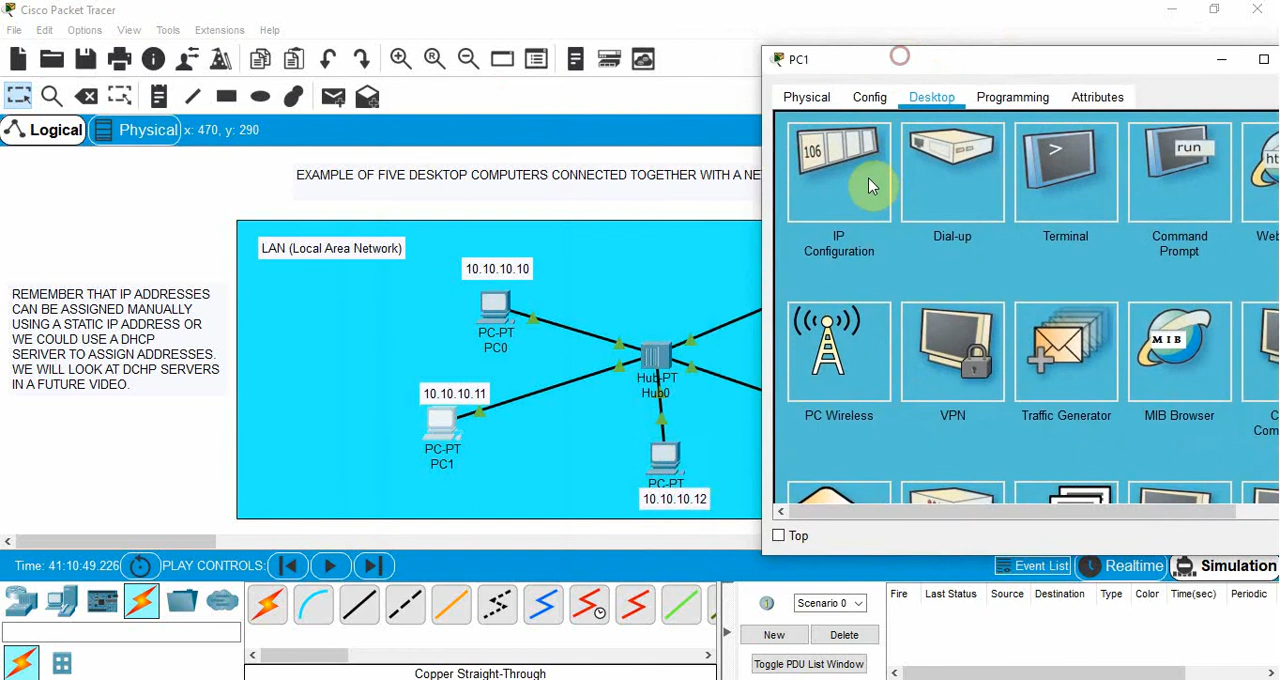 Cisco Packet Tracer
File Edit Options View Tools Extensions Help
Logical
Physical x: 470, y: 290
EXAMPLE OF FIVE DESKTOP COMPUTERS CONNECTED TOGETHER WITH A NE
LAN (Local Area Network)
REMEMBER THAT IP ADDRESSES
CAN BE ASSIGNED MANUALLY
USING A STATIC IP ADDRESS OR
WE COULD USE A DHCP
SERIVER TO ASSIGN ADDRESSES.
WE WILL LOOK AT DCHP SERVERS
IN A FUTURE VIDEO.
10.10.10.10
PC-PT
PC0
10.10.10.11
PC-PT
PC1
Hub-PT
Hub0
PC-PT
10.10.10.12
PC1
Physical Config Desktop Programming Attributes
106
IP
Configuration
Dial-up
>
Terminal
run
Command
Prompt
ht
Web
PC Wireless
VPN
Traffic Generator
MIB
MIB Browser
C
Com
Top
Time: 41:10:49.226 PLAY CONTROLS:
Event List Realtime Simulation
Scenario 0
New Delete
Toggle PDU List Window
Fire Last Status Source Destination Type Color Time(sec) Periodic
Copper Straight-Through